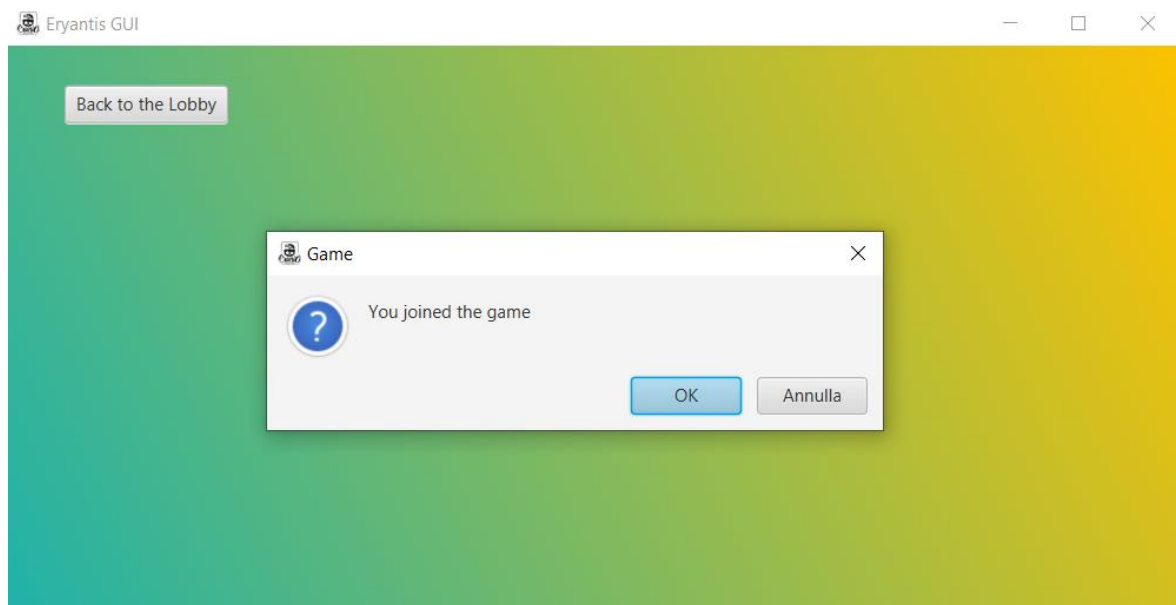 Eryantis GUI
Back to the Lobby
Game
You joined the game
OK
Annulla